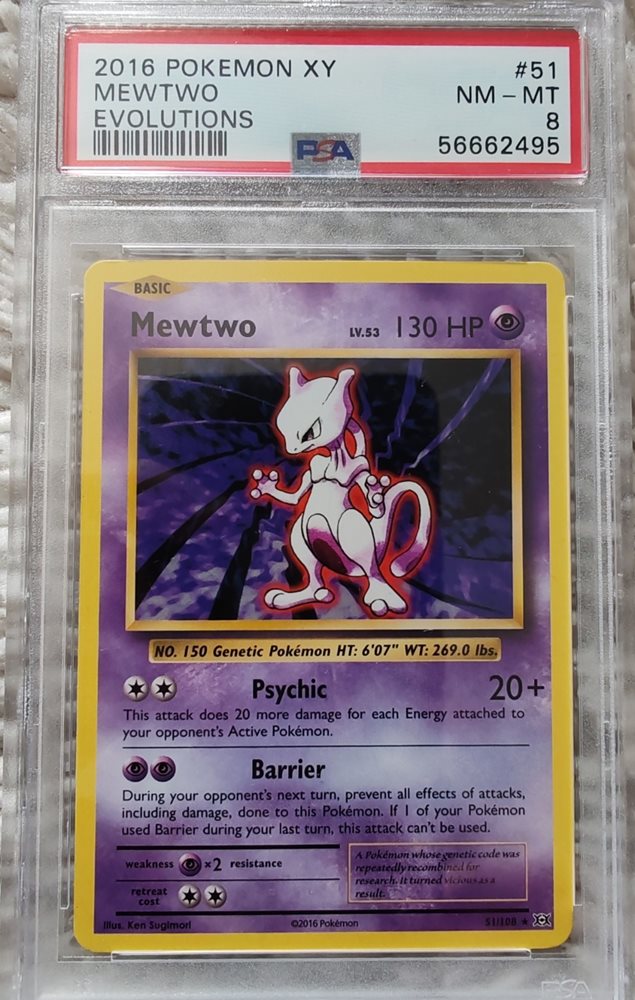 2016 POKEMON XY #51
MEWTWO NM - MT
EVOLUTIONS 8
PSA 56662495
BASIC
Mewtwo LV.53 130 HP
NO. 150 Genetic Pokémon HT: 6'07" WT: 269.0 lbs.
Psychic 20+
This attack does 20 more damage for each Energy attached to
your opponent's Active Pokémon.
Barrier
During your opponent's next turn, prevent all effects of attacks,
including damage, done to this Pokémon. If 1 of your Pokémon
used Barrier during your last turn, this attack can't be used.
weakness ×2 resistance
retreat
cost
A Pokémon whose genetic code was
repeatedly recombined for
research. It turned vicious as a
result.
Illus. Ken Sugimori ©2016 Pokémon 51/108 ★
PSA